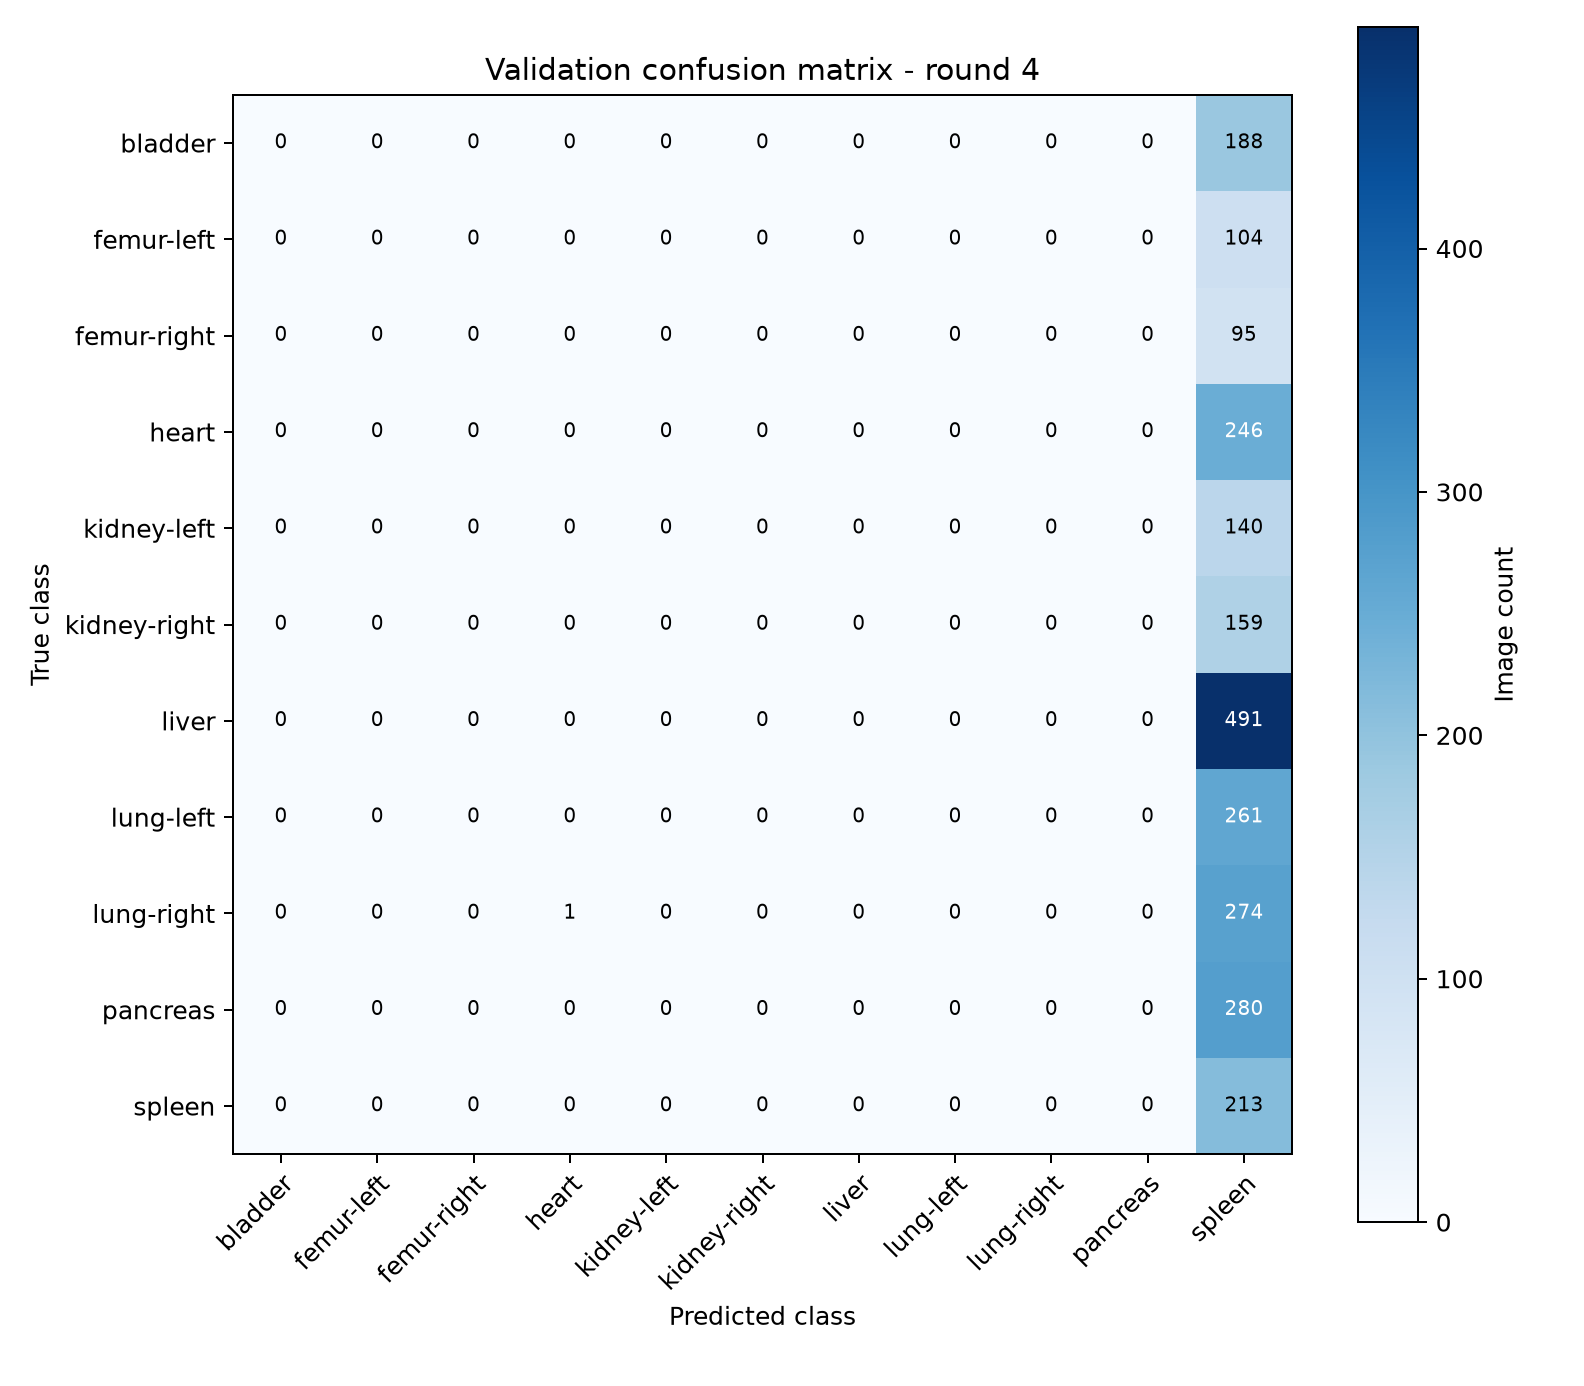 Validation confusion matrix - round 4
True class
bladder 0 0 0 0 0 0 0 0 0 0 188
femur-left 0 0 0 0 0 0 0 0 0 0 104
femur-right 0 0 0 0 0 0 0 0 0 0 95
heart 0 0 0 0 0 0 0 0 0 0 246
kidney-left 0 0 0 0 0 0 0 0 0 0 140
kidney-right 0 0 0 0 0 0 0 0 0 0 159
liver 0 0 0 0 0 0 0 0 0 0 491
lung-left 0 0 0 0 0 0 0 0 0 0 261
lung-right 0 0 0 1 0 0 0 0 0 0 274
pancreas 0 0 0 0 0 0 0 0 0 0 280
spleen 0 0 0 0 0 0 0 0 0 0 213
bladder femur-left femur-right heart kidney-left kidney-right liver lung-left lung-right pancreas spleen
Predicted class
400
300
200
100
0
Image count